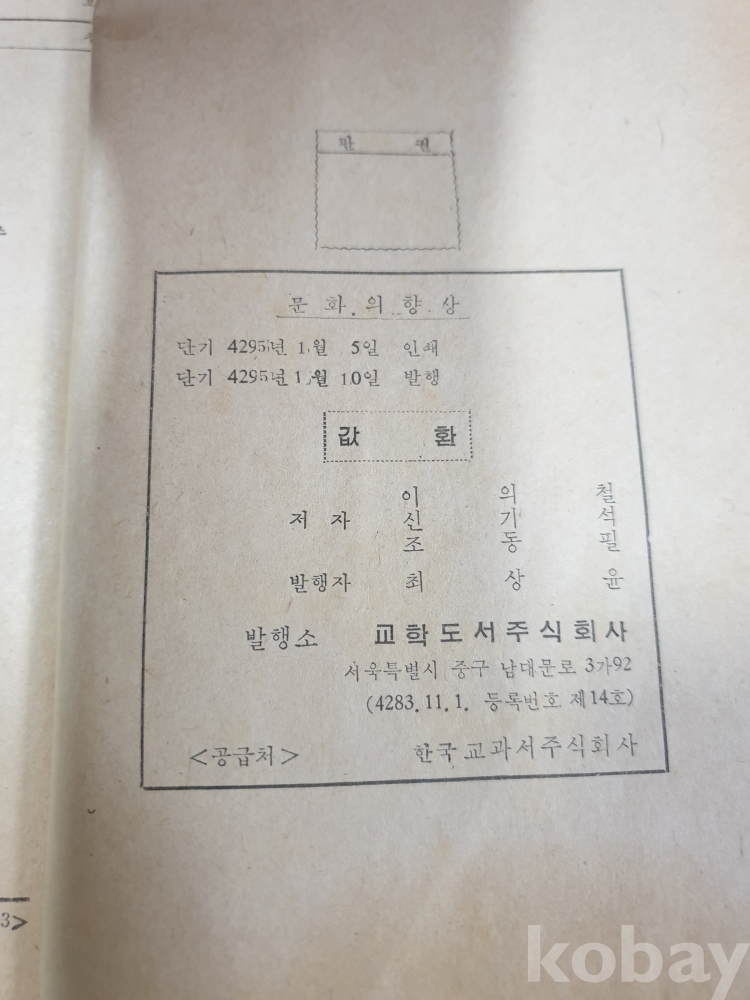 판 권
문화의향상
단기 4295년 1월 5일 인쇄
단기 4295년 1월 10일 발행
값 환
이 의 철
저 자 신 기 석
조 동 필
발행자 최 상 윤
발행소 교학도서주식회사
서욱특별시 중구 남대문로 3가92
(4283.11.1. 등록번호 제14호)
<공급처> 한국교과서주식회사
3>
kobay